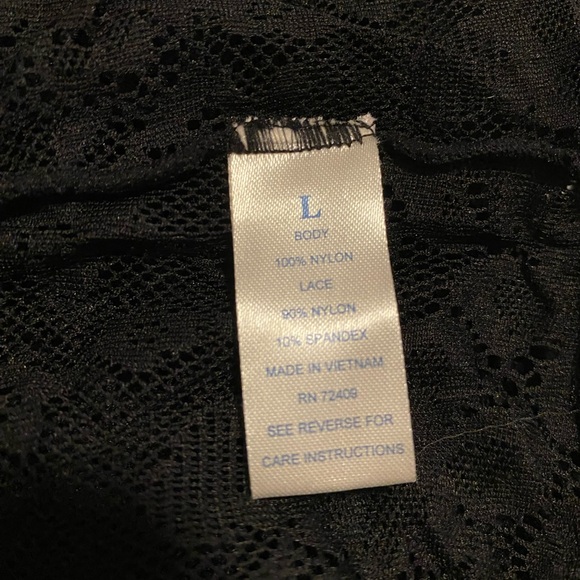 L
BODY
100% NYLON
LACE
90% NYLON
10% SPANDEX
MADE IN VIETNAM
RN 72409
SEE REVERSE FOR
CARE INSTRUCTIONS